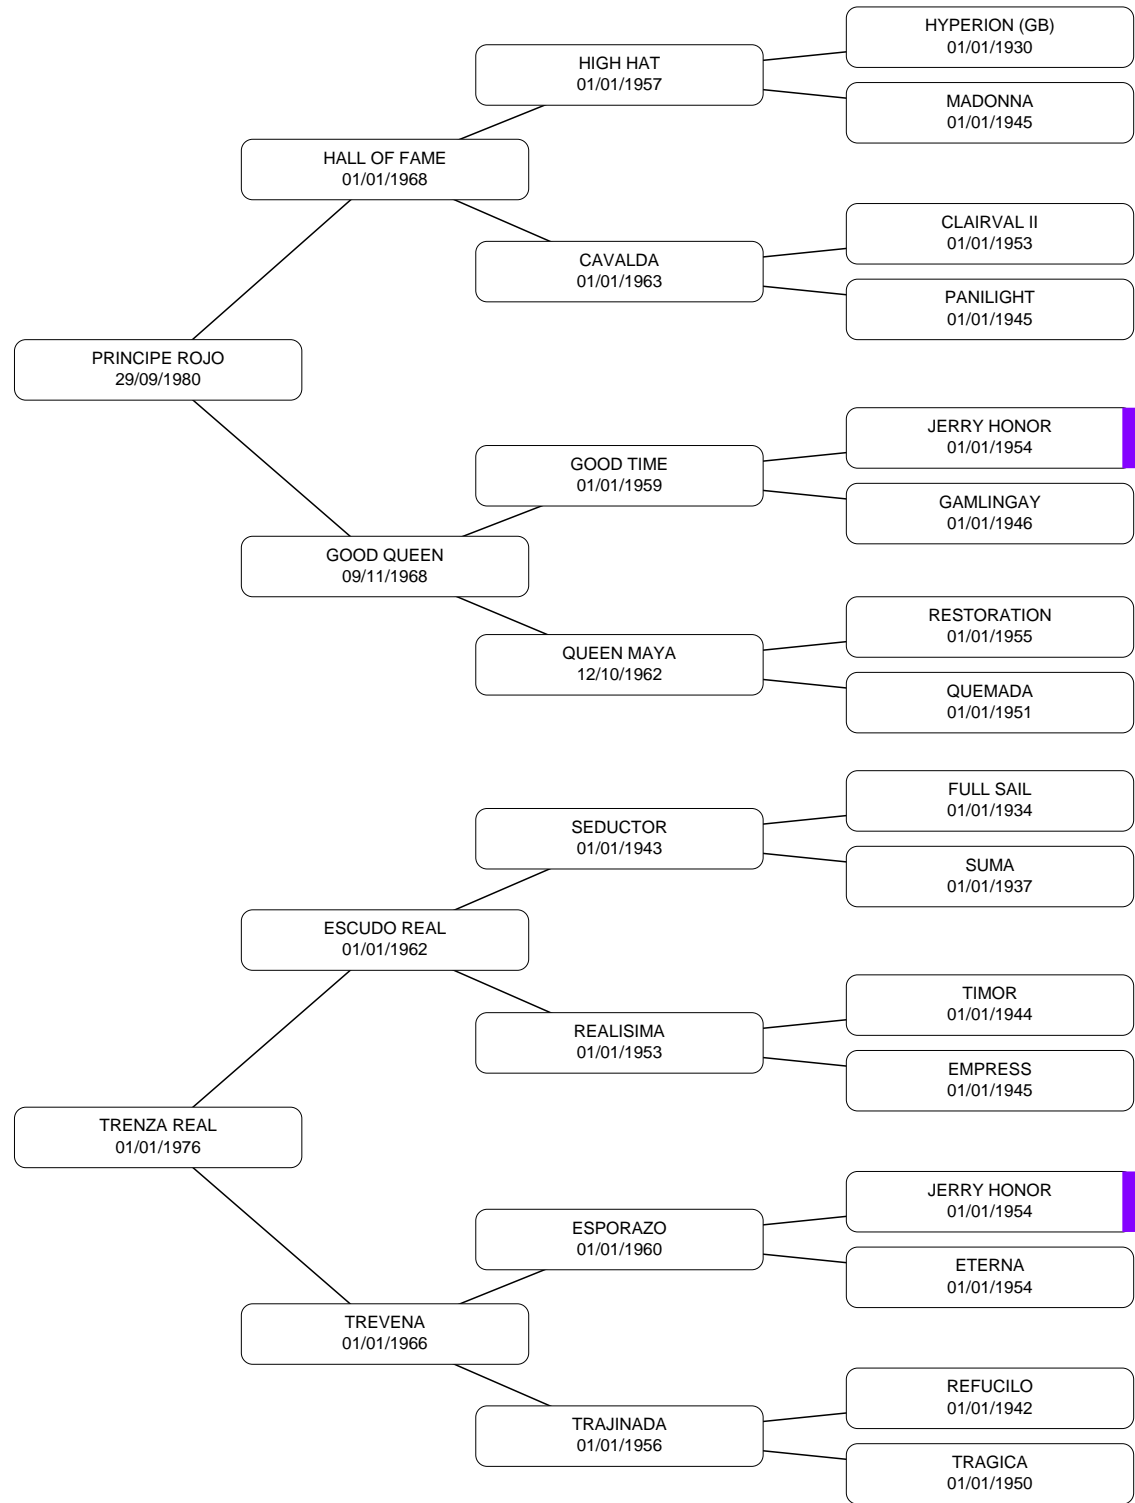 HYPERION (GB)
01/01/1930
HIGH HAT
01/01/1957
MADONNA
01/01/1945
HALL OF FAME
01/01/1968
CLAIRVAL II
01/01/1953
CAVALDA
01/01/1963
PANILIGHT
01/01/1945
PRINCIPE ROJO
29/09/1980
JERRY HONOR
01/01/1954
GOOD TIME
01/01/1959
GAMLINGAY
01/01/1946
GOOD QUEEN
09/11/1968
RESTORATION
01/01/1955
QUEEN MAYA
12/10/1962
QUEMADA
01/01/1951
FULL SAIL
01/01/1934
SEDUCTOR
01/01/1943
SUMA
01/01/1937
ESCUDO REAL
01/01/1962
TIMOR
01/01/1944
REALISIMA
01/01/1953
EMPRESS
01/01/1945
TRENZA REAL
01/01/1976
JERRY HONOR
01/01/1954
ESPORAZO
01/01/1960
ETERNA
01/01/1954
TREVENA
01/01/1966
REFUCILO
01/01/1942
TRAJINADA
01/01/1956
TRAGICA
01/01/1950